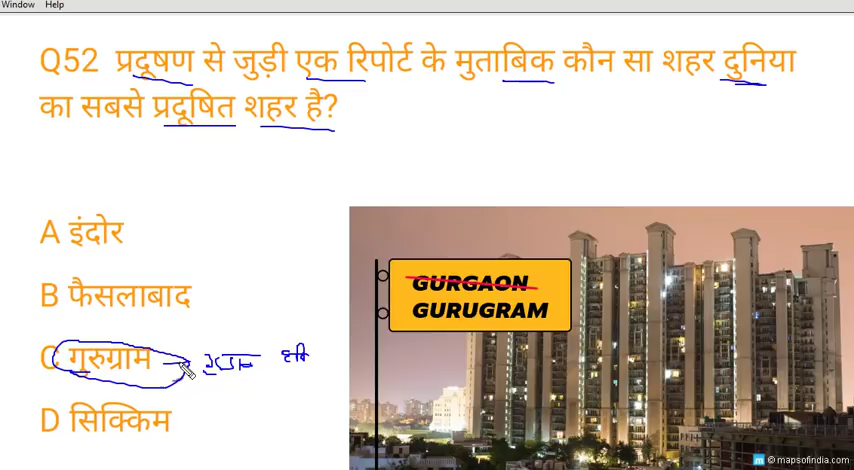 Window Help
Q52 प्रदूषण से जुड़ी एक रिपोर्ट के मुताबिक कौन सा शहर दुनिया
का सबसे प्रदूषित शहर है?
A इंदोर
B फैसलाबाद
C गुरुग्राम
D सिक्किम
GURGAON
GURUGRAM
m © mapsofindia.com